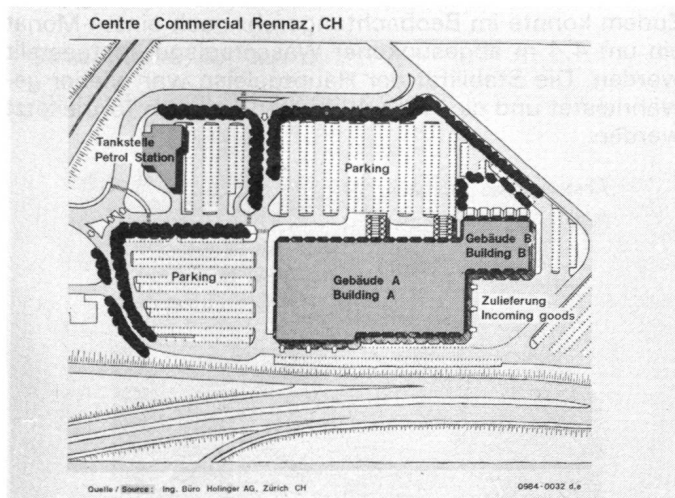 Centre Commercial Rennaz, CH
Tankstelle
Petrol Station
Parking
Gebäude B
Building B
Parking
Gebäude A
Building A
Zulieferung
Incoming goods
Quelle / Source: Ing. Büro Holinger AG, Zürich CH
0984-0032 d,e